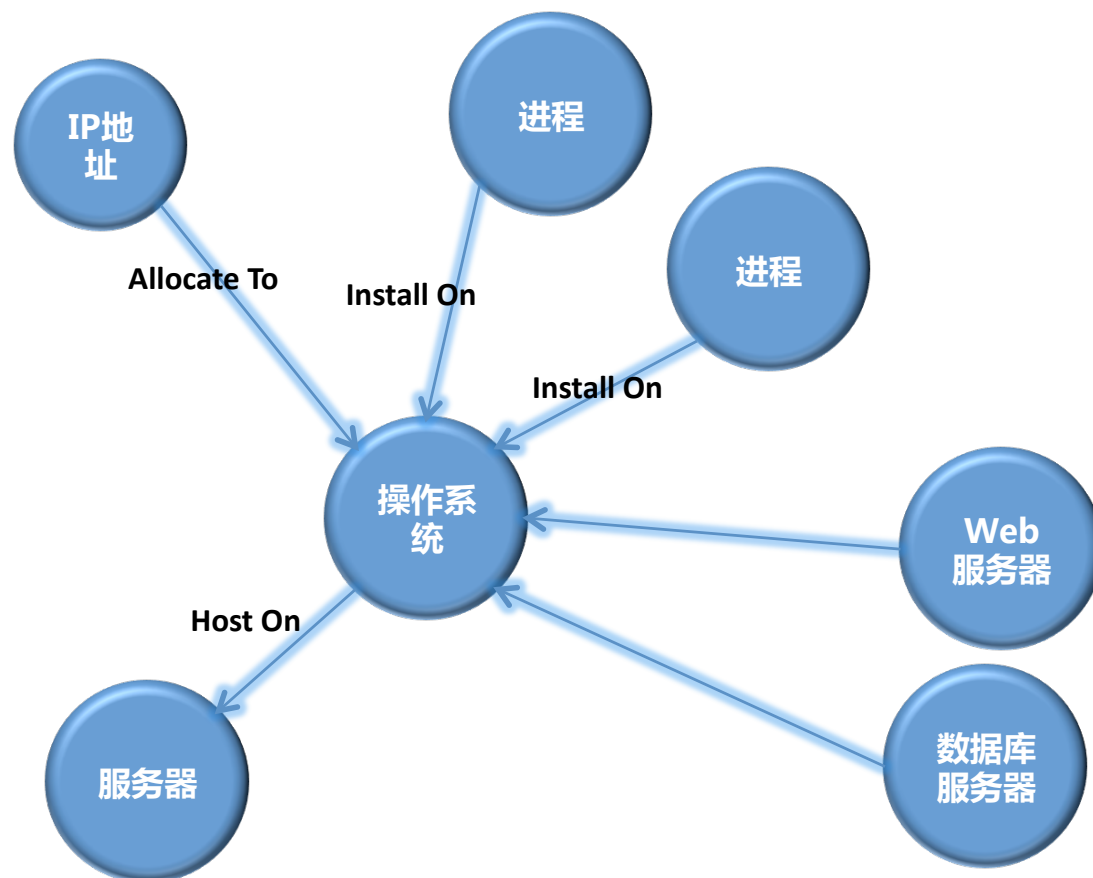 IP地
址
进程
进程
Allocate To
Install On
Install On
操作系
统
Web
服务器
Host On
数据库
服务器
服务器